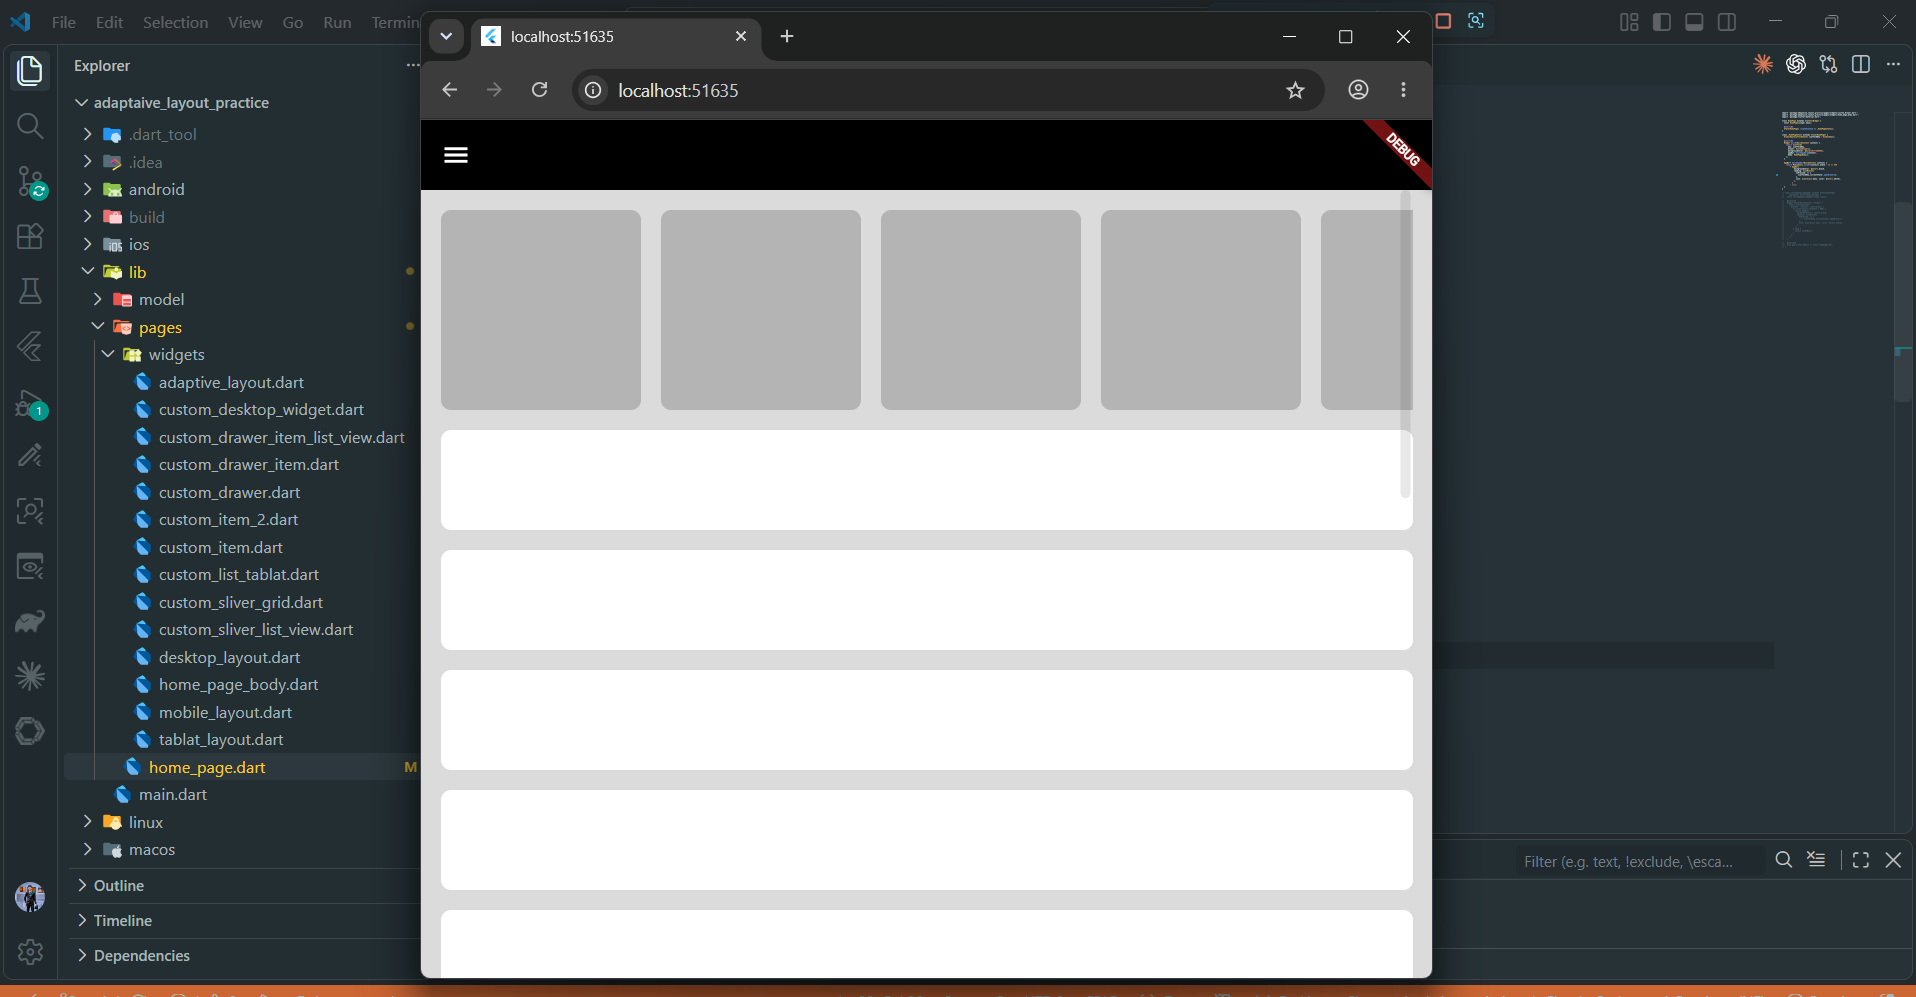 File Edit Selection View Go Run Termin
localhost:51635
localhost:51635
DEBUG
Explorer
adaptaive_layout_practice
.dart_tool
.idea
android
build
ios
lib
model
pages
widgets
adaptive_layout.dart
custom_desktop_widget.dart
custom_drawer_item_list_view.dart
custom_drawer_item.dart
custom_drawer.dart
custom_item_2.dart
custom_item.dart
custom_list_tablat.dart
custom_sliver_grid.dart
custom_sliver_list_view.dart
desktop_layout.dart
home_page_body.dart
mobile_layout.dart
tablat_layout.dart
home_page.dart M
main.dart
linux
macos
Outline
Timeline
Dependencies
1
Filter (e.g. text, !exclude, \esca...